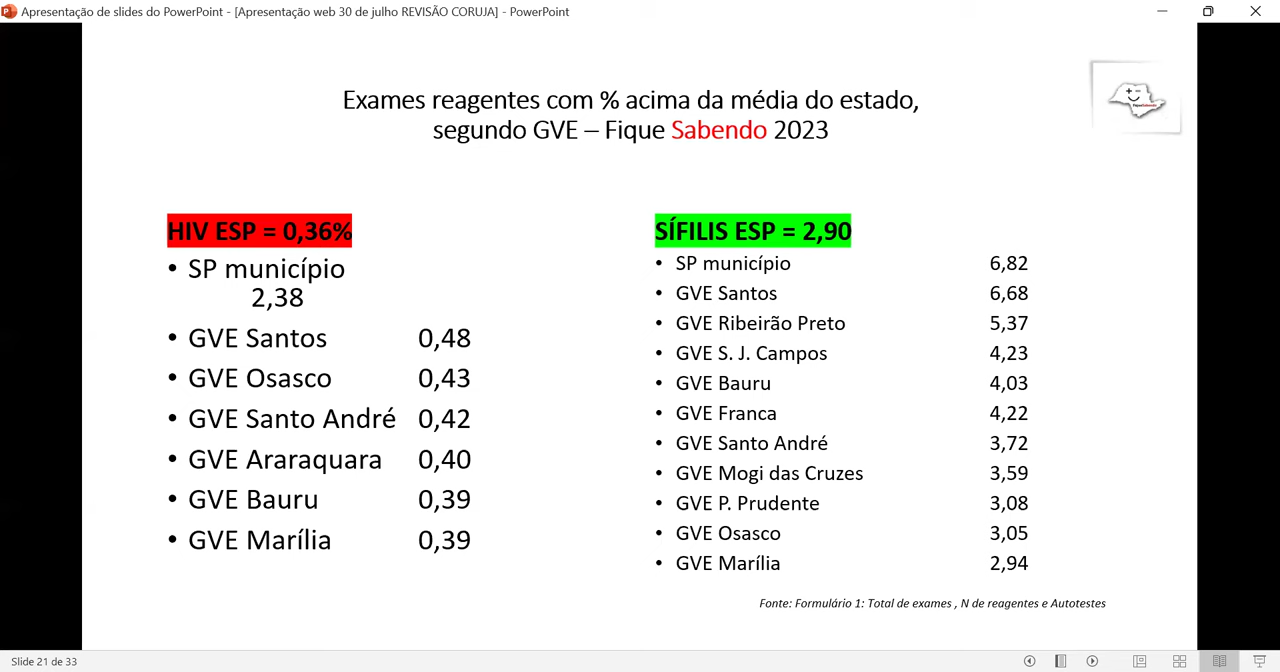 Apresentação de slides do PowerPoint - [Apresentação web 30 de julho REVISÃO CORUJA] - PowerPoint
Exames reagentes com % acima da média do estado,
segundo GVE – Fique Sabendo 2023
FiqueSabendo
HIV ESP = 0,36%
• SP município
2,38
• GVE Santos 0,48
• GVE Osasco 0,43
• GVE Santo André 0,42
• GVE Araraquara 0,40
• GVE Bauru 0,39
• GVE Marília 0,39
SÍFILIS ESP = 2,90
• SP município 6,82
• GVE Santos 6,68
• GVE Ribeirão Preto 5,37
• GVE S. J. Campos 4,23
• GVE Bauru 4,03
• GVE Franca 4,22
• GVE Santo André 3,72
• GVE Mogi das Cruzes 3,59
• GVE P. Prudente 3,08
• GVE Osasco 3,05
• GVE Marília 2,94
Fonte: Formulário 1: Total de exames , N de reagentes e Autotestes
Slide 21 de 33